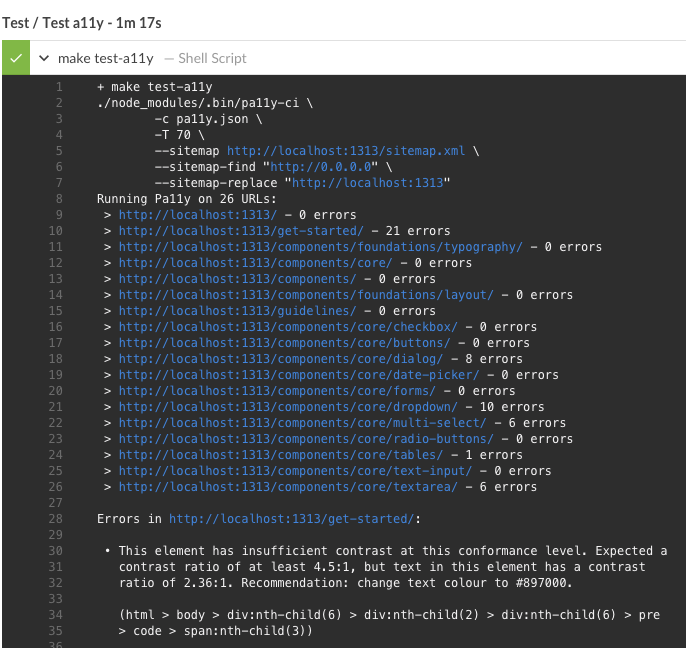 Test / Test a11y - 1m 17s
make test-a11y — Shell Script
1 + make test-a11y
2 ./node_modules/.bin/pa11y-ci \
3 -c pa11y.json \
4 -T 70 \
5 --sitemap http://localhost:1313/sitemap.xml \
6 --sitemap-find "http://0.0.0.0" \
7 --sitemap-replace "http://localhost:1313"
8 Running Pa11y on 26 URLs:
9 > http://localhost:1313/ - 0 errors
10 > http://localhost:1313/get-started/ - 21 errors
11 > http://localhost:1313/components/foundations/typography/ - 0 errors
12 > http://localhost:1313/components/core/ - 0 errors
13 > http://localhost:1313/components/ - 0 errors
14 > http://localhost:1313/components/foundations/layout/ - 0 errors
15 > http://localhost:1313/guidelines/ - 0 errors
16 > http://localhost:1313/components/core/checkbox/ - 0 errors
17 > http://localhost:1313/components/core/buttons/ - 0 errors
18 > http://localhost:1313/components/core/dialog/ - 8 errors
19 > http://localhost:1313/components/core/date-picker/ - 0 errors
20 > http://localhost:1313/components/core/forms/ - 0 errors
21 > http://localhost:1313/components/core/dropdown/ - 10 errors
22 > http://localhost:1313/components/core/multi-select/ - 6 errors
23 > http://localhost:1313/components/core/radio-buttons/ - 0 errors
24 > http://localhost:1313/components/core/tables/ - 1 errors
25 > http://localhost:1313/components/core/text-input/ - 0 errors
26 > http://localhost:1313/components/core/textarea/ - 6 errors
27
28 Errors in http://localhost:1313/get-started/:
29
30 • This element has insufficient contrast at this conformance level. Expected a
31 contrast ratio of at least 4.5:1, but text in this element has a contrast
32 ratio of 2.36:1. Recommendation: change text colour to #897000.
33
34 (html > body > div:nth-child(6) > div:nth-child(2) > div:nth-child(6) > pre
35 > code > span:nth-child(3))
36